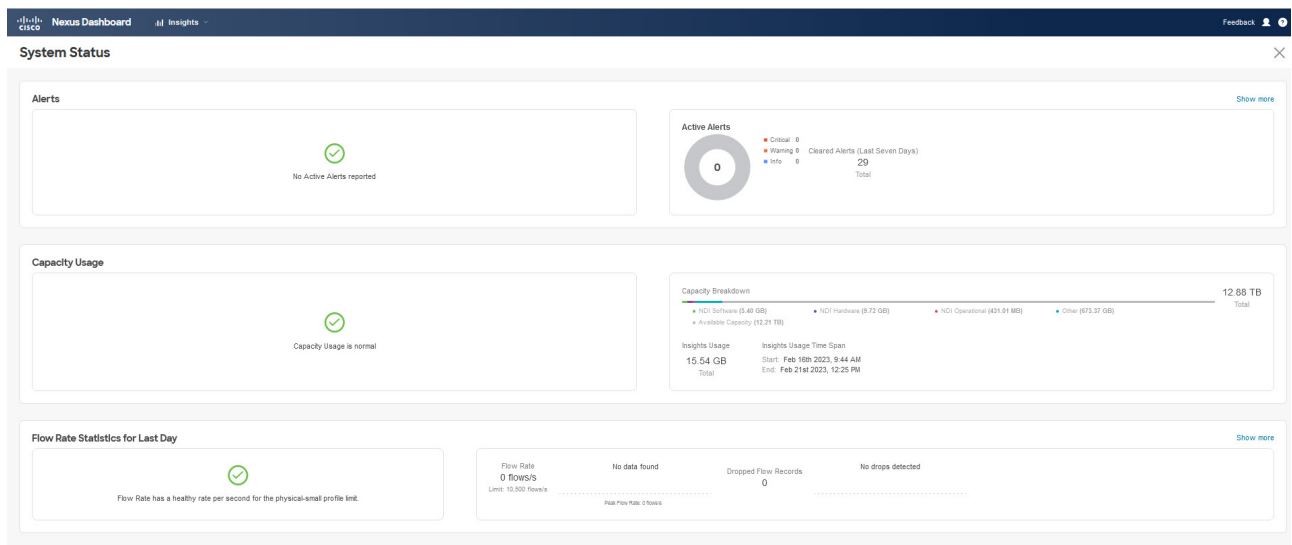 cisco Nexus Dashboard Insights Feedback
System Status
Alerts
Show more
No Active Alerts reported
Active Alerts
0
Critical 0
Warning 0
Info 0
Cleared Alerts (Last Seven Days)
29
Total
Capacity Usage
Capacity Usage is normal
Capacity Breakdown
12.88 TB
Total
NDI Software (5.40 GB) NDI Hardware (9.72 GB) NDI Operational (431.01 MB) Other (673.37 GB)
Available Capacity (12.21 TB)
Insights Usage
15.54 GB
Total
Insights Usage Time Span
Start: Feb 16th 2023, 9:44 AM
End: Feb 21st 2023, 12:25 PM
Flow Rate Statistics for Last Day
Show more
Flow Rate has a healthy rate per second for the physical-small profile limit.
Flow Rate
0 flows/s
Limit: 10,500 flows/s
No data found
Peak Flow Rate: 0 flows/s
Dropped Flow Records
0
No drops detected